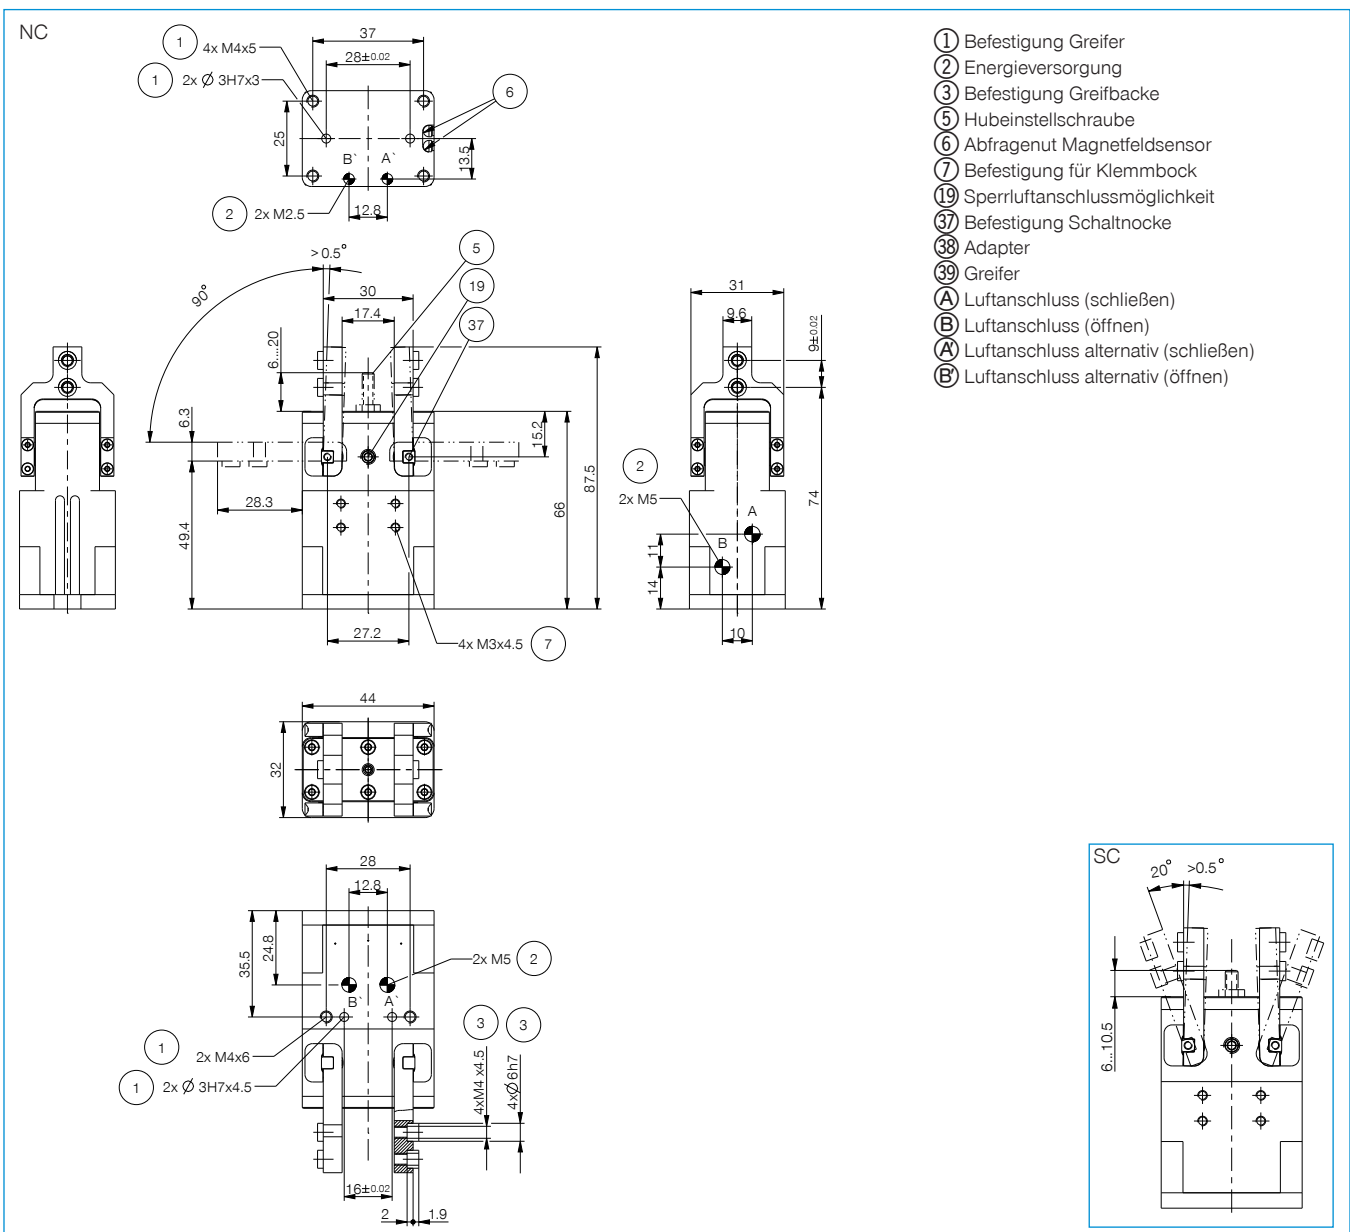 NC
37
1 4x M4x5
28±0.02
1 2x Ø 3H7x3
6
25
13.5
B` A`
2 2x M2.5
12.8
>0.5°
5
90°
30
19
17.4
37
6....20
6.3
15.2
28.3
49.4
66
87.5
27.2
4x M3x4.5 7
31
9.6
9±0.02
2
2x M5
A
B
11
14
74
10
44
32
28
12.8
35.5
24.8
2x M5 2
B` A`
3 3
1 2x M4x6
1 2x Ø 3H7x4.5
4xM4 x4.5
4xØ6h7
16±0.02
2 1.9
1 Befestigung Greifer
2 Energieversorgung
3 Befestigung Greifbacke
5 Hubeinstellschraube
6 Abfragenut Magnetfeldsensor
7 Befestigung für Klemmbock
19 Sperrluftanschlussmöglichkeit
37 Befestigung Schaltnocke
38 Adapter
39 Greifer
A Luftanschluss (schließen)
B Luftanschluss (öffnen)
A' Luftanschluss alternativ (schließen)
B' Luftanschluss alternativ (öffnen)
SC
20° >0.5°
6...10.5